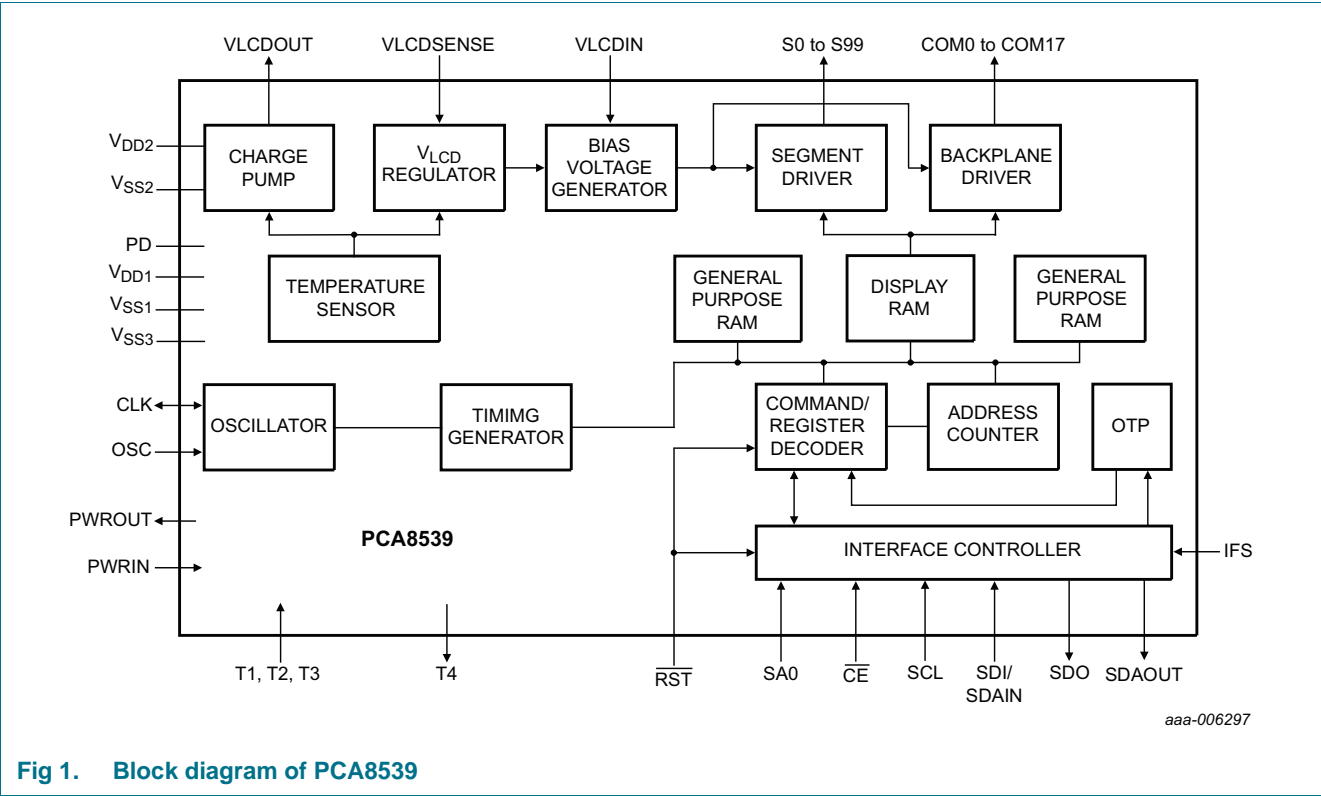 VLCDOUT VLCDSENSE VLCDIN S0 to S99 COM0 to COM17
VDD2
VSS2
CHARGE
PUMP
VLCD
REGULATOR
BIAS
VOLTAGE
GENERATOR
SEGMENT
DRIVER
BACKPLANE
DRIVER
PD
VDD1
VSS1
VSS3
TEMPERATURE
SENSOR
GENERAL
PURPOSE
RAM
DISPLAY
RAM
GENERAL
PURPOSE
RAM
CLK
OSC
OSCILLATOR
TIMIMG
GENERATOR
COMMAND/
REGISTER
DECODER
ADDRESS
COUNTER
OTP
PWROUT
PWRIN
PCA8539
INTERFACE CONTROLLER
IFS
T1, T2, T3
T4
RST
SA0
CE
SCL
SDI/
SDAIN
SDO
SDAOUT
aaa-006297
Fig 1. Block diagram of PCA8539